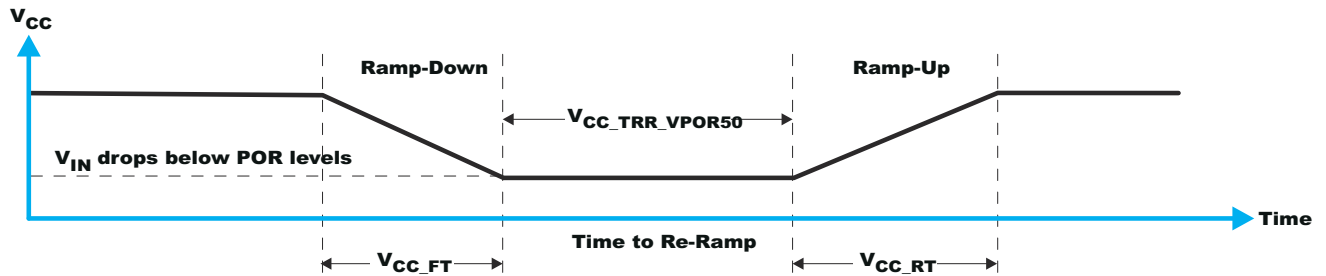 VCC
Ramp-Down
Ramp-Up
VCC_TRR_VPOR50
VIN drops below POR levels
Time
Time to Re-Ramp
VCC_FT
VCC_RT